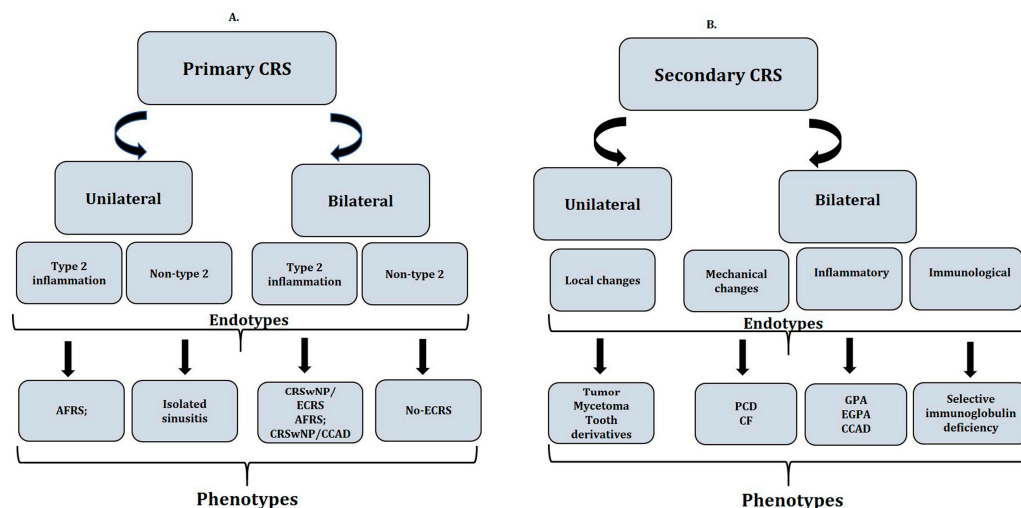 A.
Primary CRS
Unilateral
Bilateral
Type 2
inflammation
Non-type 2
Type 2
inflammation
Non-type 2
Endotypes
AFRS;
Isolated
sinusitis
CRSwNP/
ECRS
AFRS;
CRSwNP/CCAD
No-ECRS
Phenotypes
B.
Secondary CRS
Unilateral
Bilateral
Local changes
Mechanical
changes
Inflammatory
Immunological
Endotypes
Tumor
Mycetoma
Tooth
derivatives
PCD
CF
GPA
EGPA
CCAD
Selective
immunoglobulin
deficiency
Phenotypes